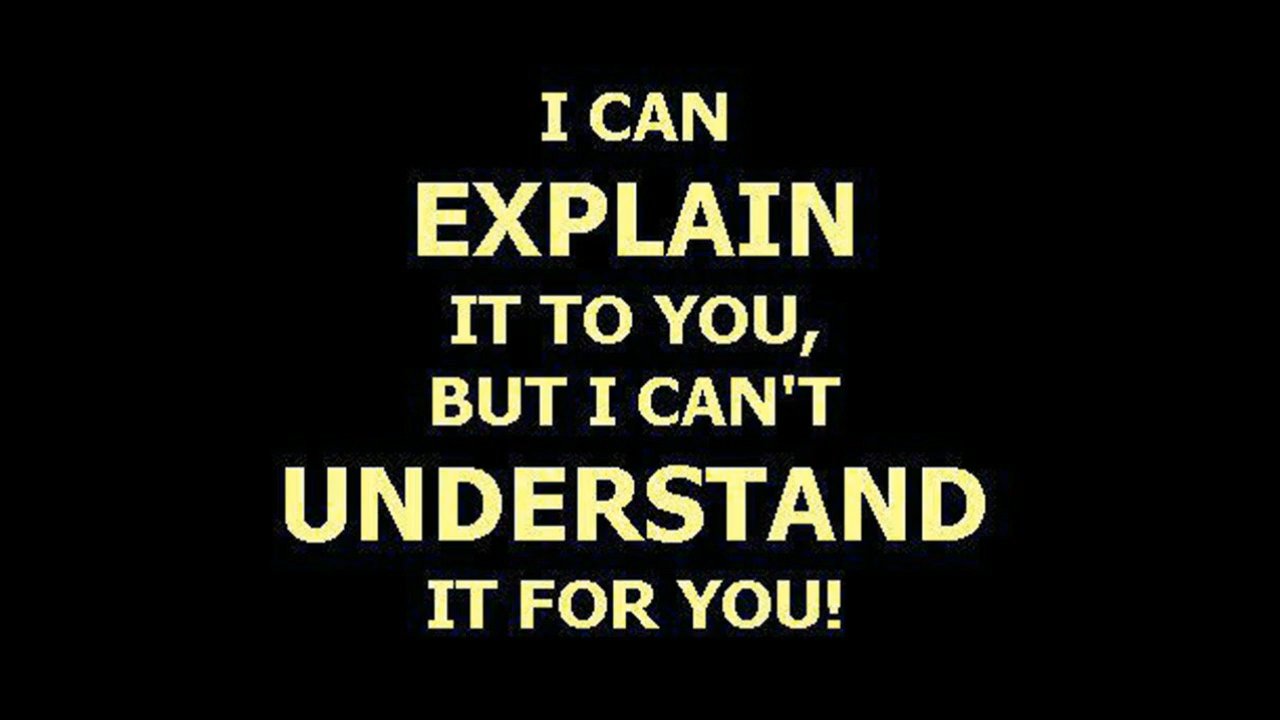 I CAN
EXPLAIN
IT TO YOU,
BUT I CAN'T
UNDERSTAND
IT FOR YOU!